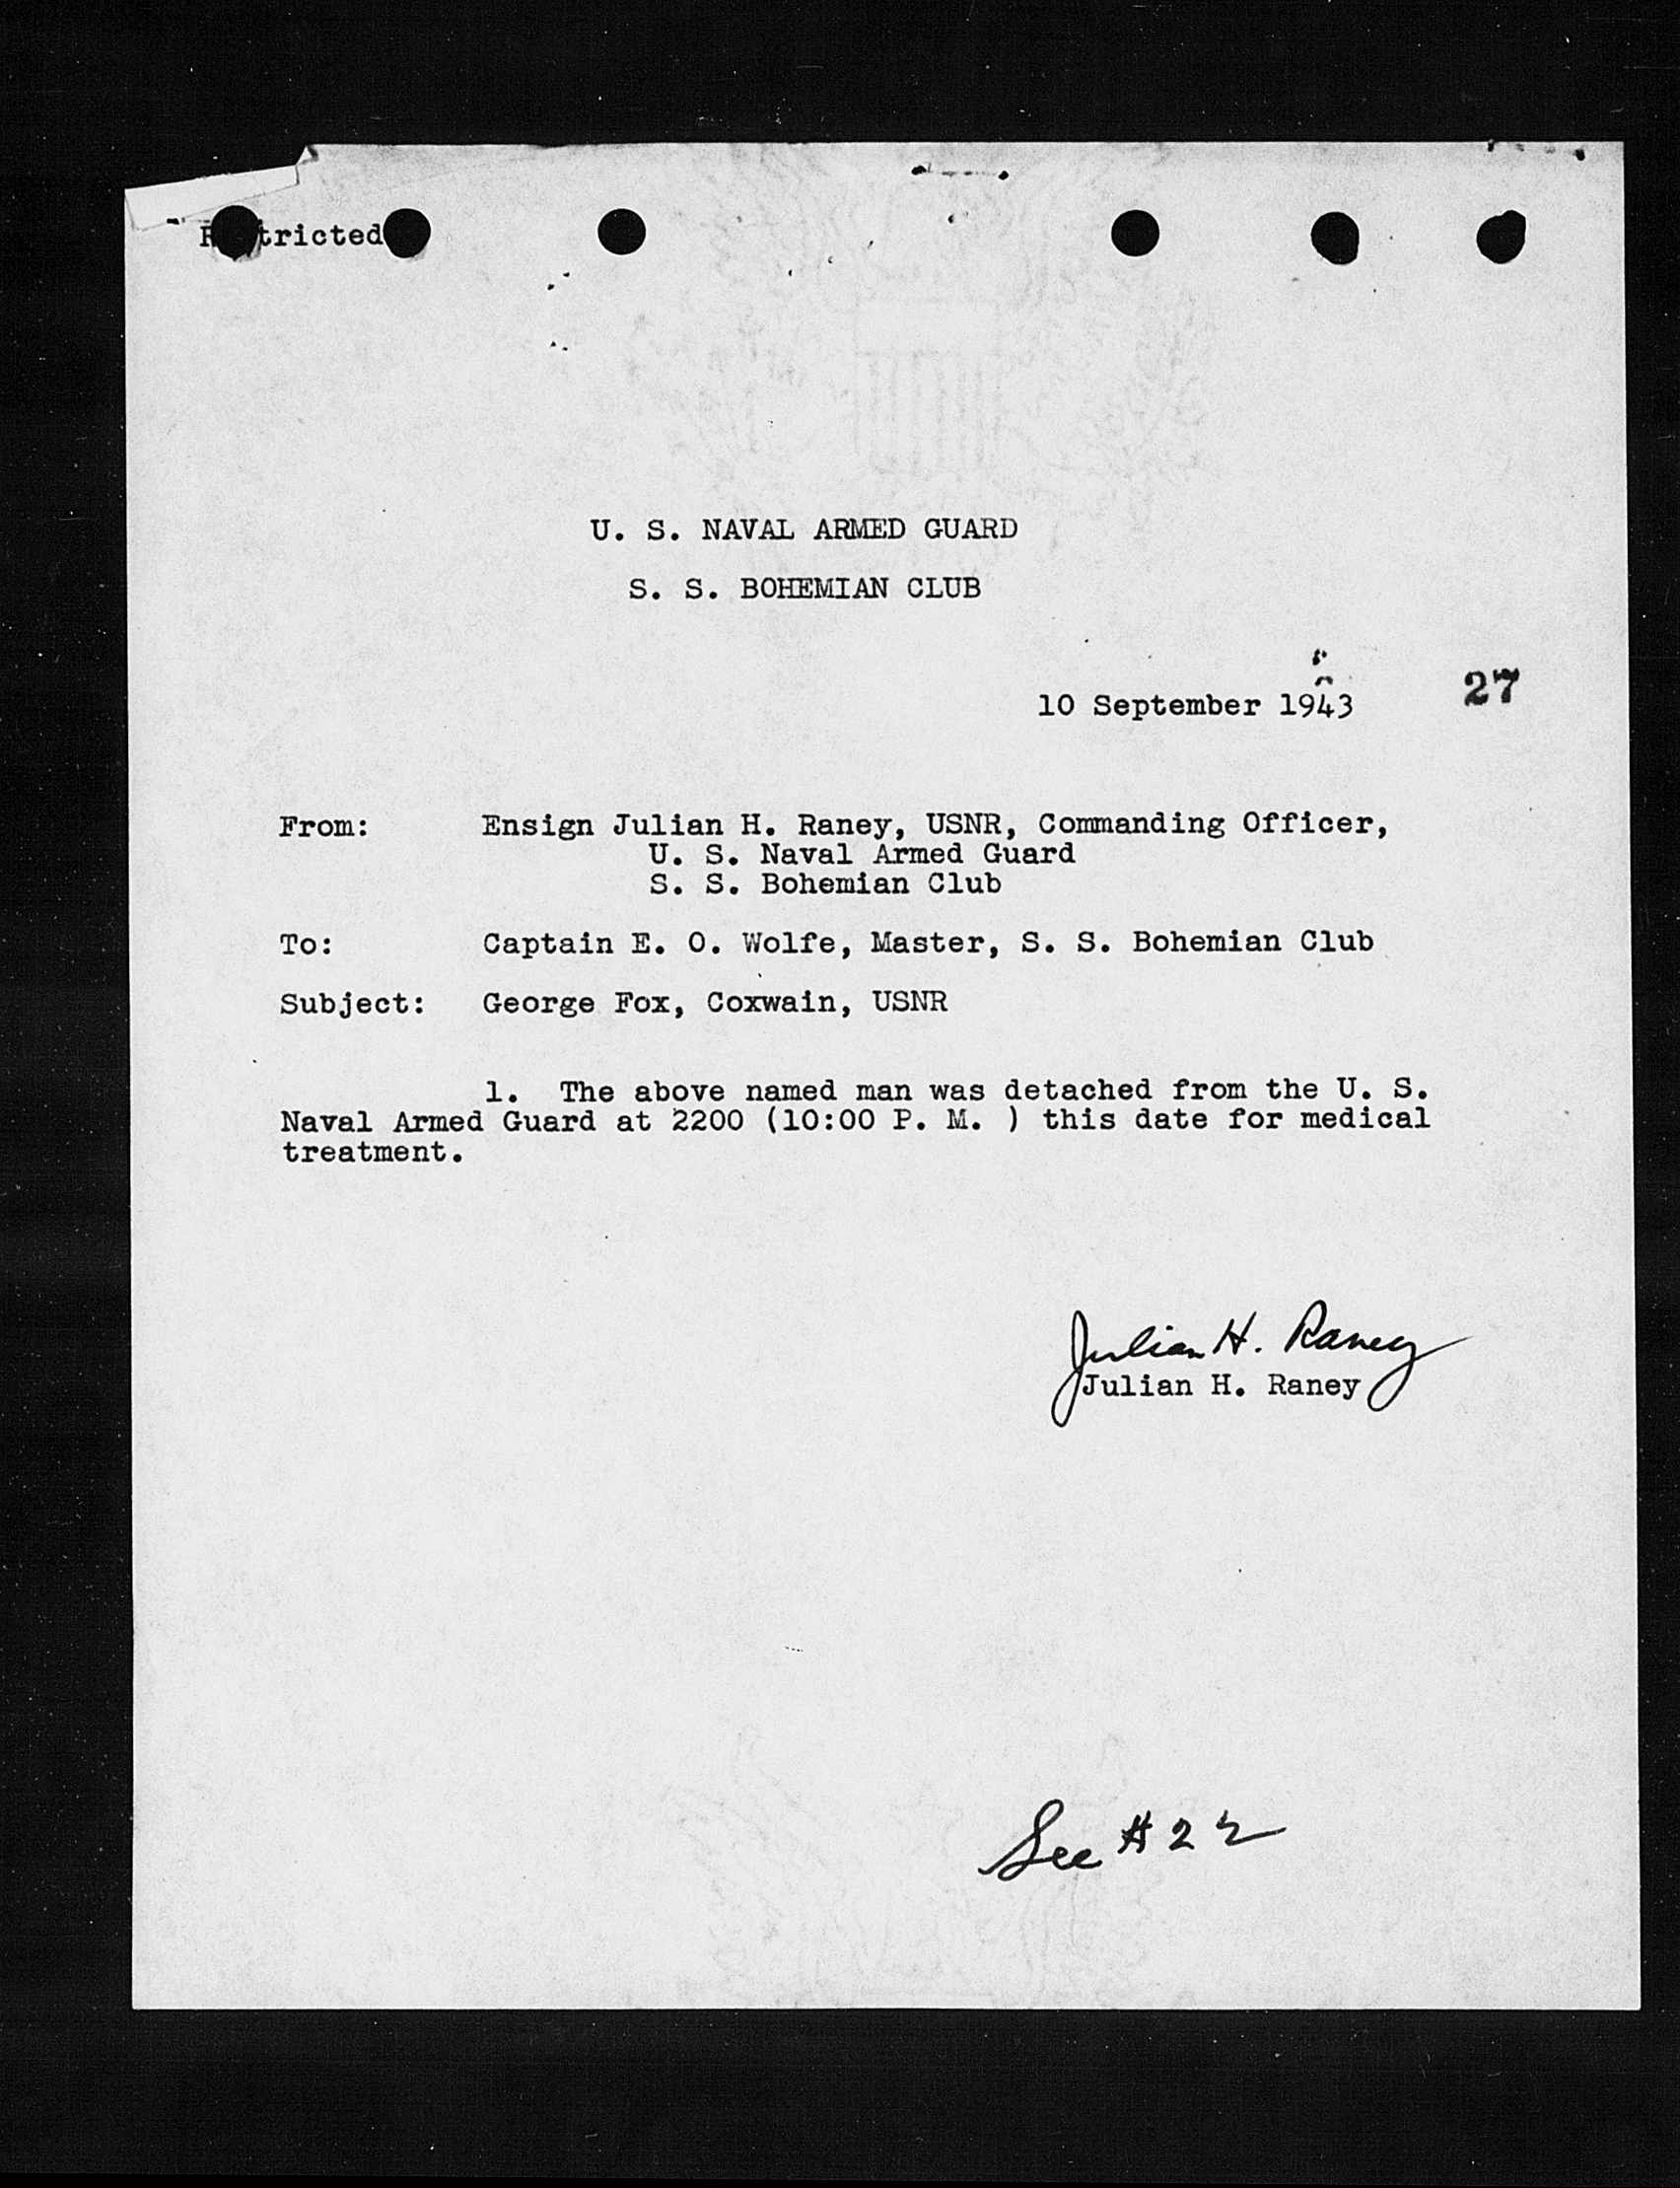 Restricted
U. S. NAVAL ARMED GUARD
S. S. BOHEMIAN CLUB
10 September 1943
27
From: Ensign Julian H. Raney, USNR, Commanding Officer,
U. S. Naval Armed Guard
S. S. Bohemian Club
To: Captain E. O. Wolfe, Master, S. S. Bohemian Club
Subject: George Fox, Coxwain, USNR
1. The above named man was detached from the U. S.
Naval Armed Guard at 2200 (10:00 P. M. ) this date for medical
treatment.
Julian H. Raney
Julian H. Raney
See #22